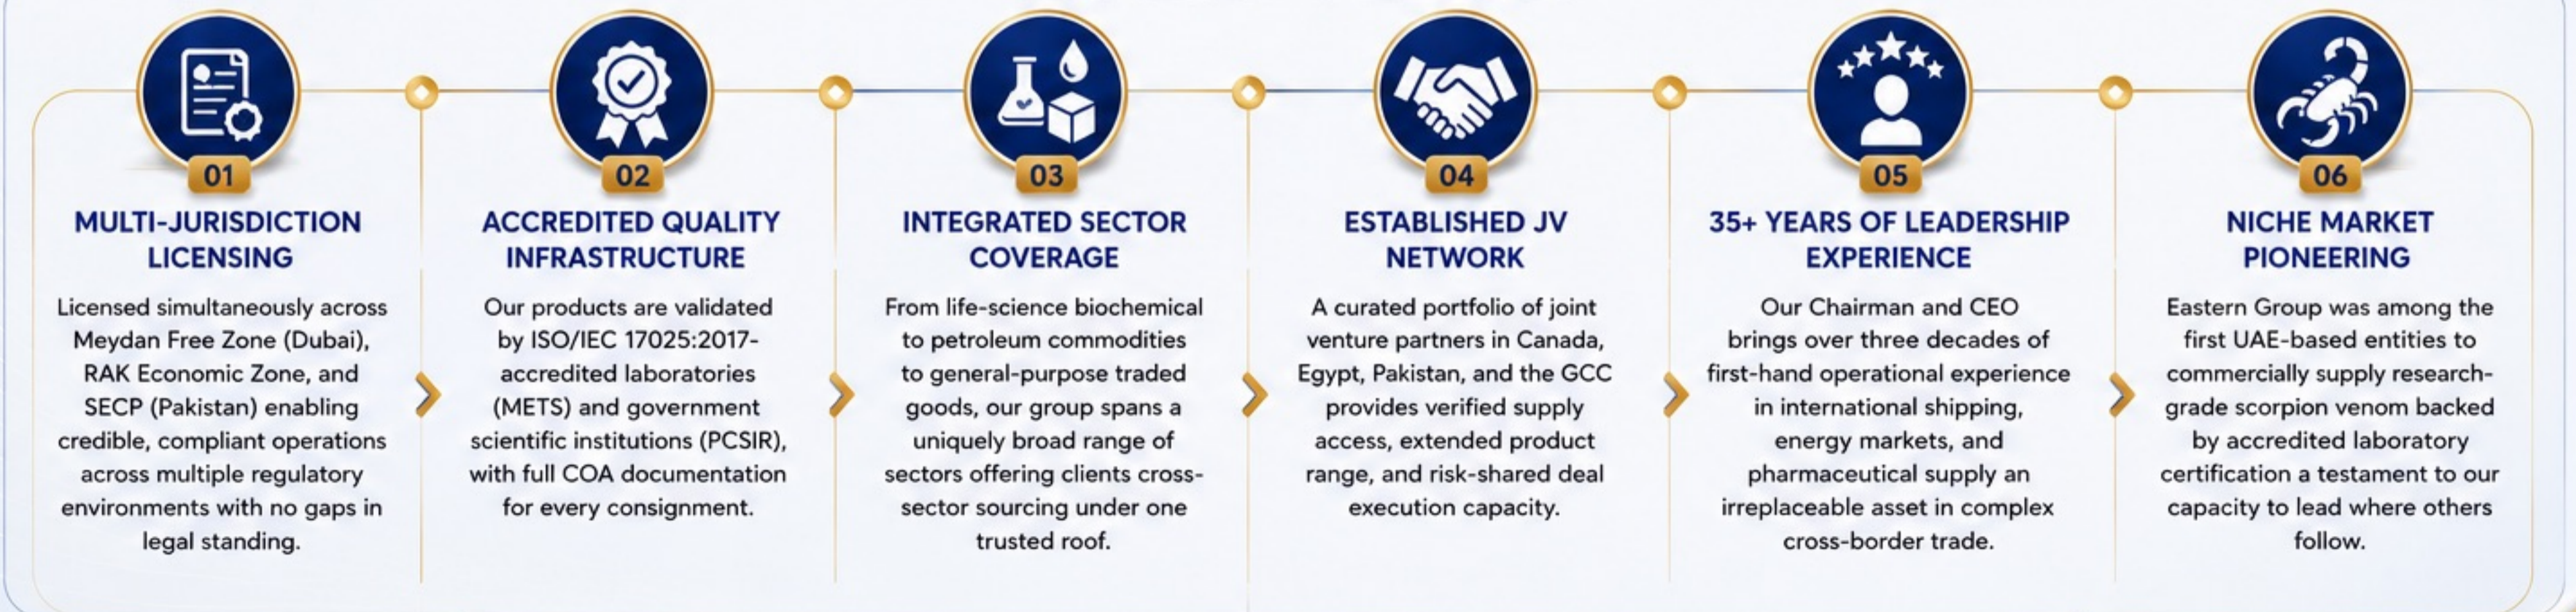 01
MULTI-JURISDICTION
LICENSING
Licensed simultaneously across
Meydan Free Zone (Dubai),
RAK Economic Zone, and
SECP (Pakistan) enabling
credible, compliant operations
across multiple regulatory
environments with no gaps in
legal standing.
02
ACCREDITED QUALITY
INFRASTRUCTURE
Our products are validated
by ISO/IEC 17025:2017-
accredited laboratories
(METS) and government
scientific institutions (PCSIR),
with full COA documentation
for every consignment.
03
INTEGRATED SECTOR
COVERAGE
From life-science biochemical
to petroleum commodities
to general-purpose traded
goods, our group spans a
uniquely broad range of
sectors offering clients cross-
sector sourcing under one
trusted roof.
04
ESTABLISHED JV
NETWORK
A curated portfolio of joint
venture partners in Canada,
Egypt, Pakistan, and the GCC
provides verified supply
access, extended product
range, and risk-shared deal
execution capacity.
05
35+ YEARS OF LEADERSHIP
EXPERIENCE
Our Chairman and CEO
brings over three decades of
first-hand operational experience
in international shipping,
energy markets, and
pharmaceutical supply an
irreplaceable asset in complex
cross-border trade.
06
NICHE MARKET
PIONEERING
Eastern Group was among the
first UAE-based entities to
commercially supply research-
grade scorpion venom backed
by accredited laboratory
certification a testament to our
capacity to lead where others
follow.